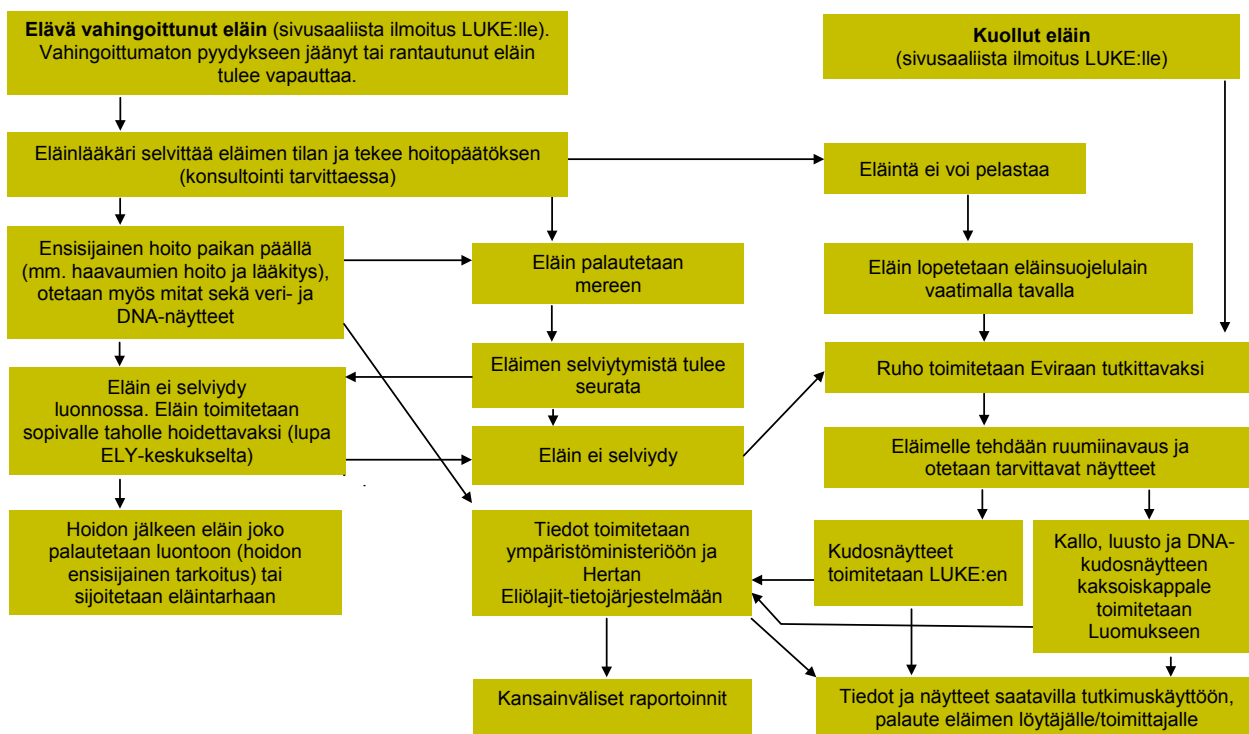 Elävä vahingoittunut eläin (sivusaaliista ilmoitus LUKE:lle).
Vahingoittumaton pyydykseen jäänyt tai rantautunut eläin
tulee vapauttaa.
Kuollut eläin
(sivusaaliista ilmoitus LUKE:lle)
Eläinlääkäri selvittää eläimen tilan ja tekee hoitopäätöksen
(konsultointi tarvittaessa)
Eläintä ei voi pelastaa
Ensisijainen hoito paikan päällä
(mm. haavaumien hoito ja lääkitys),
otetaan myös mitat sekä veri- ja
DNA-näytteet
Eläin palautetaan
mereen
Eläin lopetetaan eläinsuojelulain
vaatimalla tavalla
Eläin ei selviydy
luonnossa. Eläin toimitetaan
sopivalle taholle hoidettavaksi (lupa
ELY-keskukselta)
Eläimen selviytymistä tulee
seurata
Ruho toimitetaan Eviraan tutkittavaksi
Eläin ei selviydy
Eläimelle tehdään ruumiinavaus ja
otetaan tarvittavat näytteet
Hoidon jälkeen eläin joko
palautetaan luontoon (hoidon
ensisijainen tarkoitus) tai
sijoitetaan eläintarhaan
Tiedot toimitetaan
ympäristöministeriöön ja
Hertan
Eliölajit-tietojärjestelmään
Kudosnäytteet
toimitetaan LUKE:en
Kallo, luusto ja DNA-
kudosnäytteen
kaksoiskappale
toimitetaan
Luomukseen
Kansainväliset raportoinnit
Tiedot ja näytteet saatavilla tutkimuskäyttöön,
palaute eläimen löytäjälle/toimittajalle